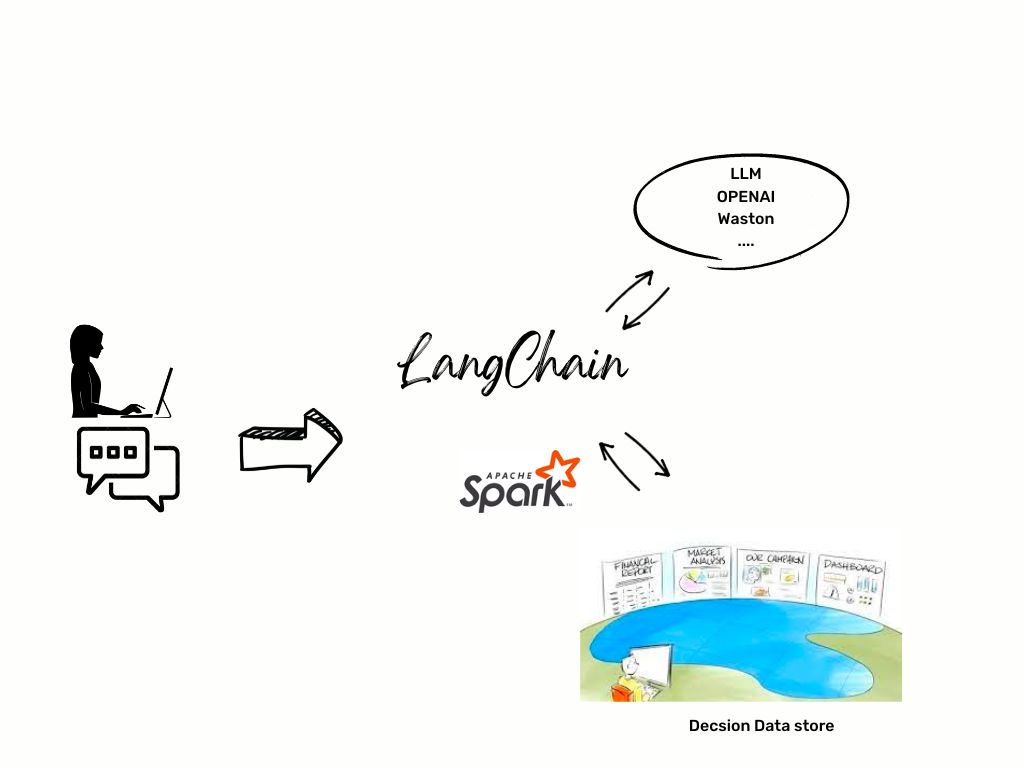 LLM
OPENAI
Waston
....
LangChain
APACHE
Spark
FINANCIAL
REPORT
MARKET
ANALYSIS
OUR CAMPAIGN
DASHBOARD
Decsion Data store